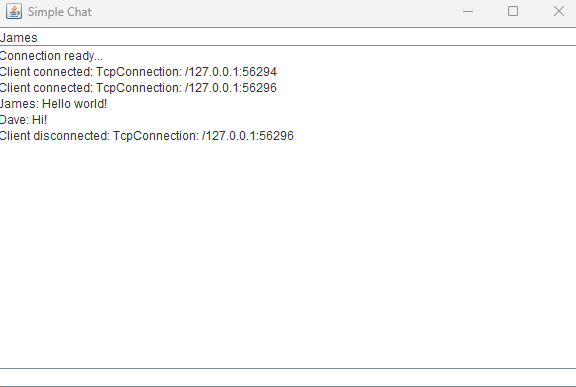 Simple Chat
James
Connection ready...
Client connected: TcpConnection: /127.0.0.1:56294
Client connected: TcpConnection: /127.0.0.1:56296
James: Hello world!
Dave: Hi!
Client disconnected: TcpConnection: /127.0.0.1:56296